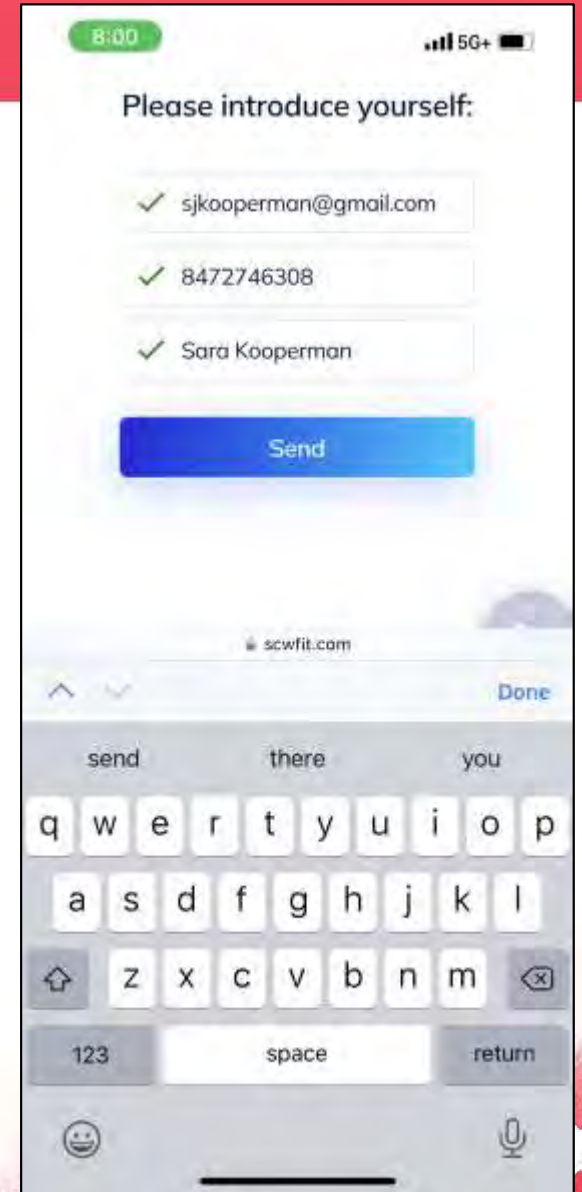 8:00 5G+
Please introduce yourself:
sjkooperman@gmail.com
8472746308
Sara Kooperman
Send
scwfit.com
Done
send there you
q w e r t y u i o p
a s d f g h j k l
z x c v b n m
123 space return